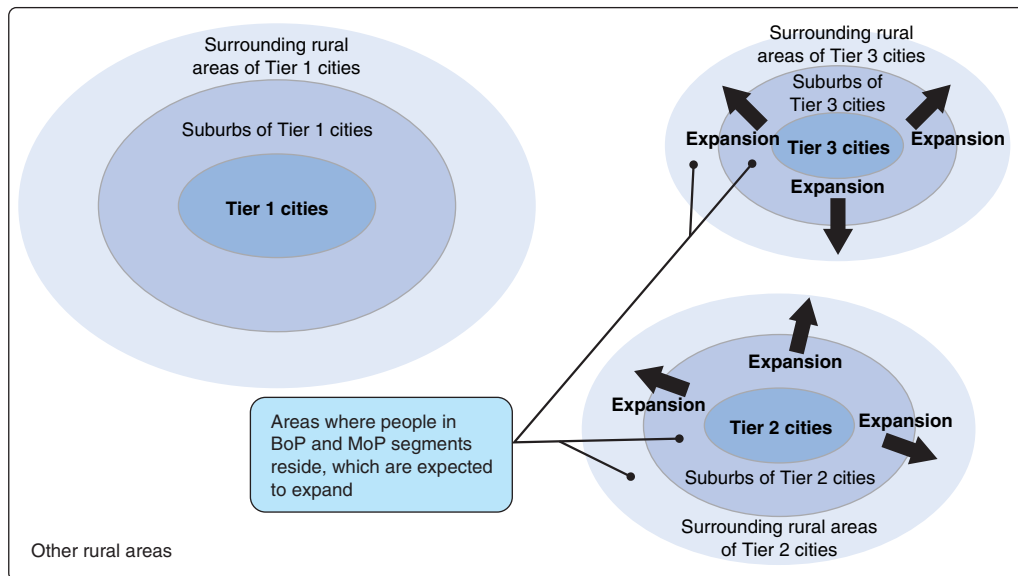 Surrounding rural
areas of Tier 1 cities
Suburbs of Tier 1 cities
Tier 1 cities
Surrounding rural
areas of Tier 3 cities
Suburbs of
Tier 3 cities
Expansion
Tier 3 cities
Expansion
Expansion
Expansion
Expansion
Expansion
Tier 2 cities
Suburbs of Tier 2 cities
Surrounding rural areas
of Tier 2 cities
Areas where people in
BoP and MoP segments
reside, which are expected
to expand
Other rural areas